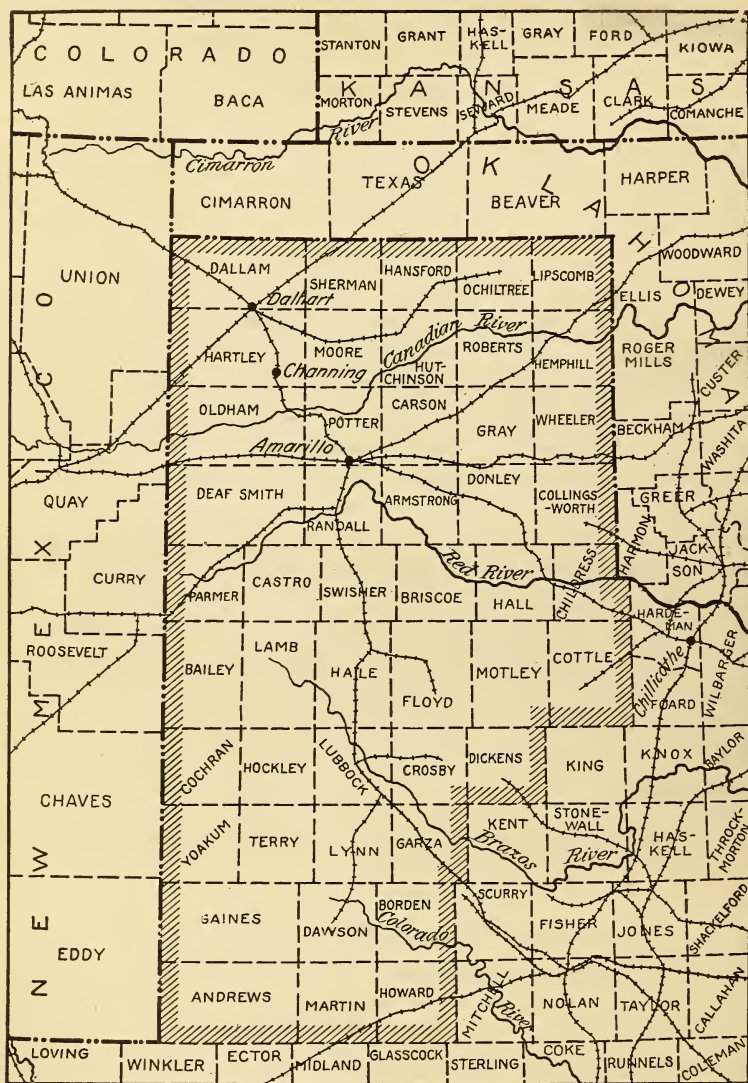 COLORADO
LAS ANIMAS
BACA
KANSAS
STANTON
GRANT
HAS-
KELL
GRAY
FORD
KIOWA
MORTON
STEVENS
SEWARD
MEADE
CLARK
COMANCHE
River
Cimarron
OKLAHOMA
CIMARRON
TEXAS
BEAVER
HARPER
WOODWARD
ELLIS
DEWEY
ROGER
MILLS
CUSTER
BECKHAM
WASHITA
GREER
HARMON
JACK-
SON
NEW MEXICO
UNION
QUAY
CURRY
ROOSEVELT
CHAVES
EDDY
DALLAM
SHERMAN
HANSFORD
OCHILTREE
LIPSCOMB
Dalhart
HARTLEY
MOORE
Canadian River
HUT-
CHINSON
ROBERTS
HEMPHILL
Channing
OLDHAM
POTTER
CARSON
GRAY
WHEELER
Amarillo
DEAF SMITH
RANDALL
ARMSTRONG
DONLEY
COLLINGS
-WORTH
Red River
PARMER
CASTRO
SWISHER
BRISCOE
HALL
CHILDRESS
HARDE-
MAN
Chillicothe
WILBARGER
FOARD
BAILEY
LAMB
HALE
FLOYD
MOTLEY
COTTLE
COCHRAN
HOCKLEY
LUBBOCK
CROSBY
DICKENS
KING
KNOX
BAYLOR
YOAKUM
TERRY
LYNN
GARZA
KENT
STONE-
WALL
HAS-
KELL
THROCK-
MORTON
Brazos
River
GAINES
DAWSON
BORDEN
SCURRY
FISHER
JONES
SHACKELFORD
Colorado
River
ANDREWS
MARTIN
HOWARD
MITCHELL
NOLAN
TAYLOR
CALLAHAN
LOVING
WINKLER
ECTOR
MIDLAND
GLASSCOCK
STERLING
COKE
RUNNELS
COLEMAN